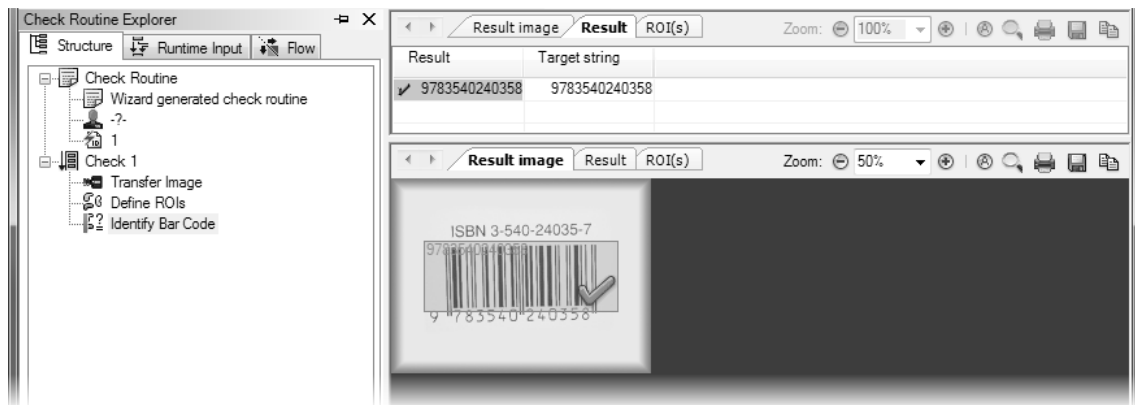 Check Routine Explorer
Structure Runtime Input Flow
Check Routine
Wizard generated check routine
-?-
1
Check 1
Transfer Image
Define ROIs
Identify Bar Code
Result image Result ROI(s) Zoom: 100%
Result Target string
9783540240358 9783540240358
Result image Result ROI(s) Zoom: 50%
ISBN 3-540-24035-7
9783540240358
9 783540 240358